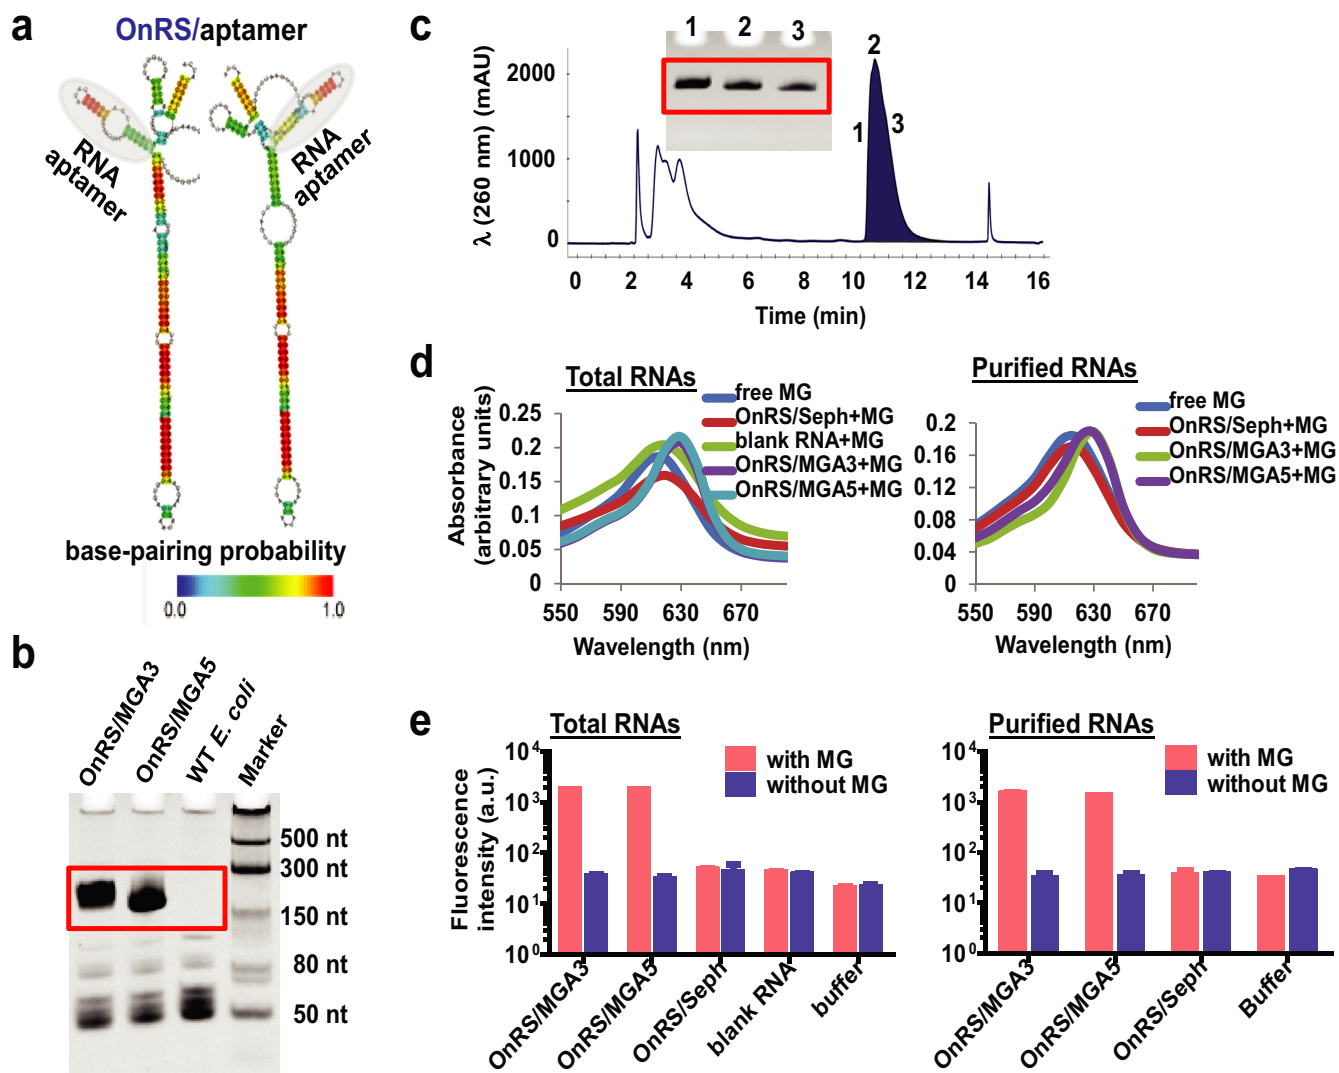 a
OnRS/aptamer
RNA
aptamer
RNA
aptamer
base-pairing probability
0.0
1.0
b
OnRS/MGA3
OnRS/MGA5
WT E. coli
Marker
500 nt
300 nt
150 nt
80 nt
50 nt
c
1 2 3
2
1
3
λ (260 nm) (mAU)
2000
1000
0
0 2 4 6 8 10 12 14 16
Time (min)
d
Total RNAs
free MG
OnRS/Seph+MG
blank RNA+MG
OnRS/MGA3+MG
OnRS/MGA5+MG
Absorbance
(arbitrary units)
0.25
0.2
0.15
0.1
0.05
0
550 590 630 670
Wavelength (nm)
Purified RNAs
free MG
OnRS/Seph+MG
OnRS/MGA3+MG
OnRS/MGA5+MG
0.2
0.16
0.12
0.08
0.04
0
550 590 630 670
Wavelength (nm)
e
Total RNAs
with MG
without MG
Fluorescence
intensity (a.u.)
10⁴
10³
10²
10¹
10⁰
OnRS/MGA3
OnRS/MGA5
OnRS/Seph
blank RNA
buffer
Purified RNAs
with MG
without MG
10⁴
10³
10²
10¹
10⁰
OnRS/MGA3
OnRS/MGA5
OnRS/Seph
Buffer